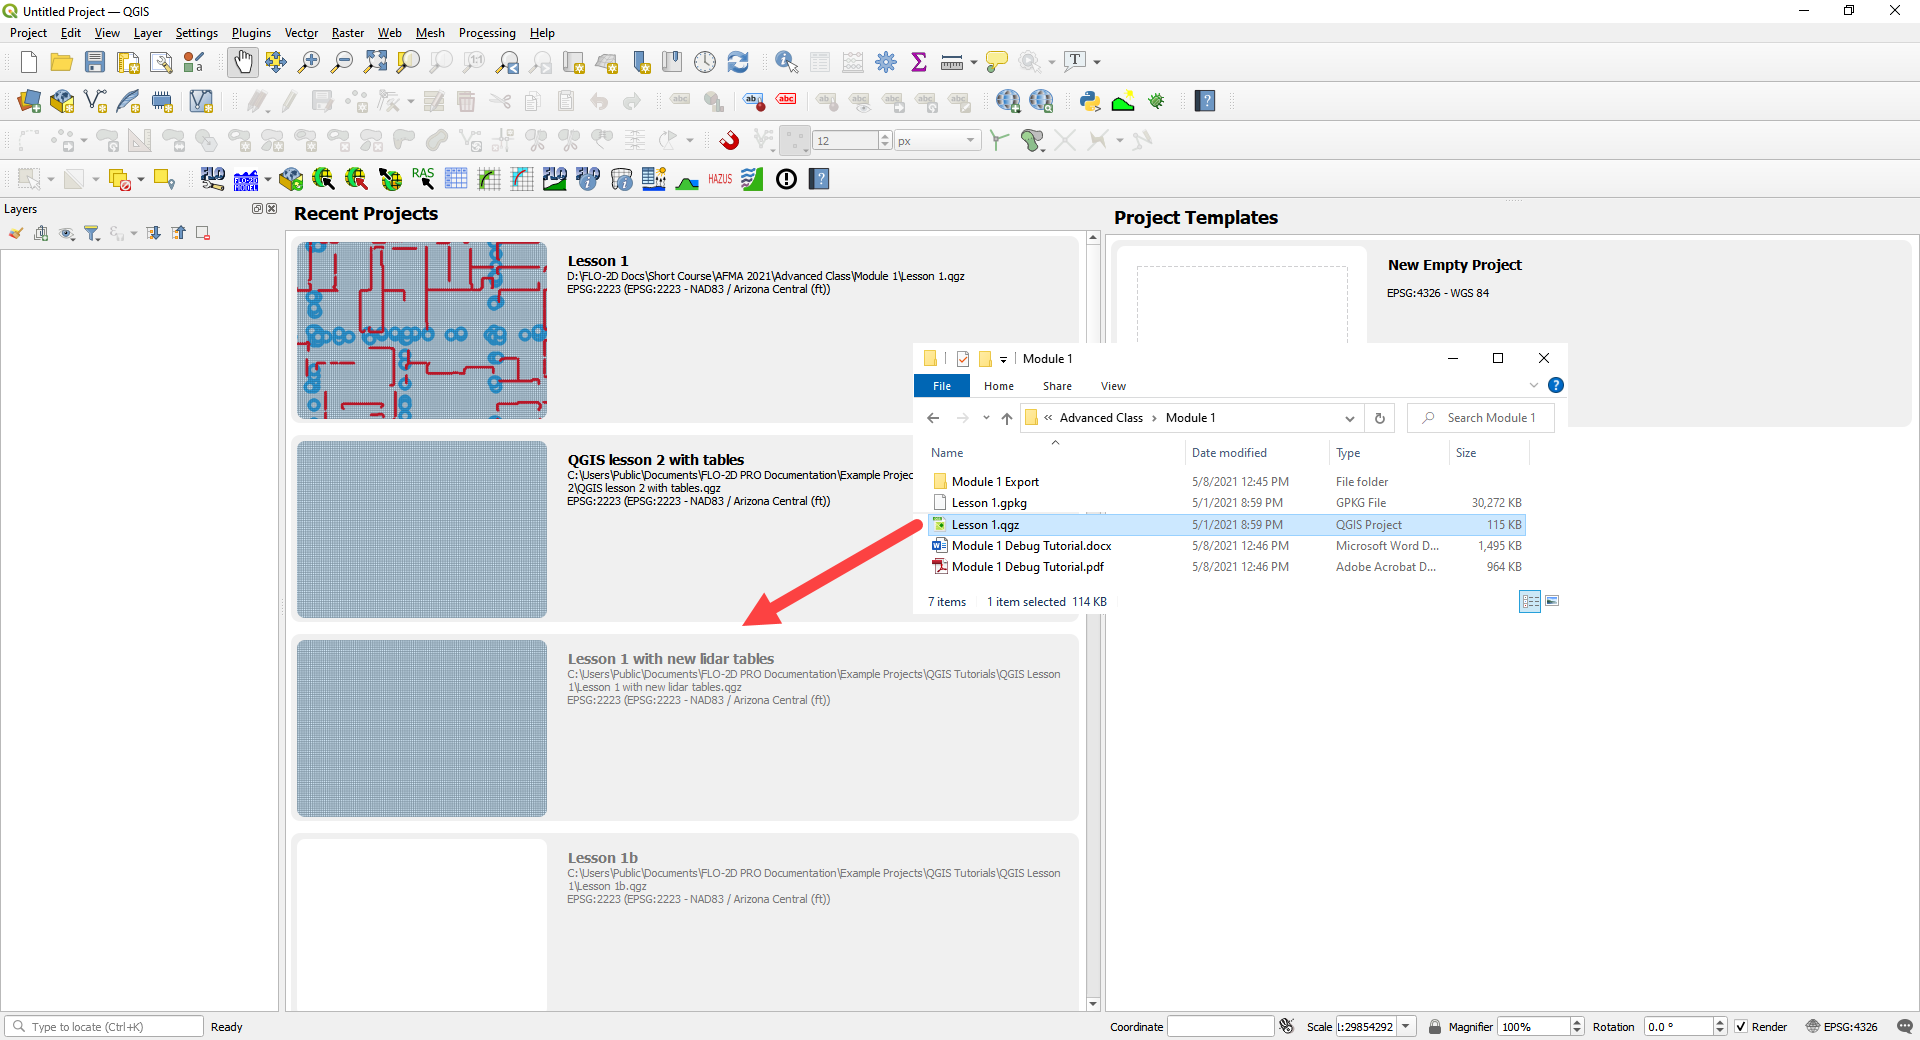 Untitled Project — QGIS
Project Edit View Layer Settings Plugins Vector Raster Web Mesh Processing Help
12
px
RAS
HAZUS
Layers
Recent Projects
Lesson 1
D:\FLO-2D Docs\Short Course\AFMA 2021\Advanced Class\Module 1\Lesson 1.qgz
EPSG:2223 (EPSG:2223 - NAD83 / Arizona Central (ft))
QGIS lesson 2 with tables
C:\Users\Public\Documents\FLO-2D PRO Documentation\Example Projec
2\QGIS lesson 2 with tables.qgz
EPSG:2223 (EPSG:2223 - NAD83 / Arizona Central (ft))
Lesson 1 with new lidar tables
C:\Users\Public\Documents\FLO-2D PRO Documentation\Example Projects\QGIS Tutorials\QGIS Lesson
1\Lesson 1 with new lidar tables.qgz
EPSG:2223 (EPSG:2223 - NAD83 / Arizona Central (ft))
Lesson 1b
C:\Users\Public\Documents\FLO-2D PRO Documentation\Example Projects\QGIS Tutorials\QGIS Lesson
1\Lesson 1b.qgz
EPSG:2223 (EPSG:2223 - NAD83 / Arizona Central (ft))
Project Templates
New Empty Project
EPSG:4326 - WGS 84
Module 1
File Home Share View
« Advanced Class › Module 1
Search Module 1
Name Date modified Type Size
Module 1 Export 5/8/2021 12:45 PM File folder
Lesson 1.gpkg 5/1/2021 8:59 PM GPKG File 30,272 KB
Lesson 1.qgz 5/1/2021 8:59 PM QGIS Project 115 KB
Module 1 Debug Tutorial.docx 5/8/2021 12:46 PM Microsoft Word D... 1,495 KB
Module 1 Debug Tutorial.pdf 5/8/2021 12:46 PM Adobe Acrobat D... 964 KB
7 items 1 item selected 114 KB
Type to locate (Ctrl+K) Ready Coordinate Scale 1:29854292 Magnifier 100% Rotation 0.0 ° Render EPSG:4326